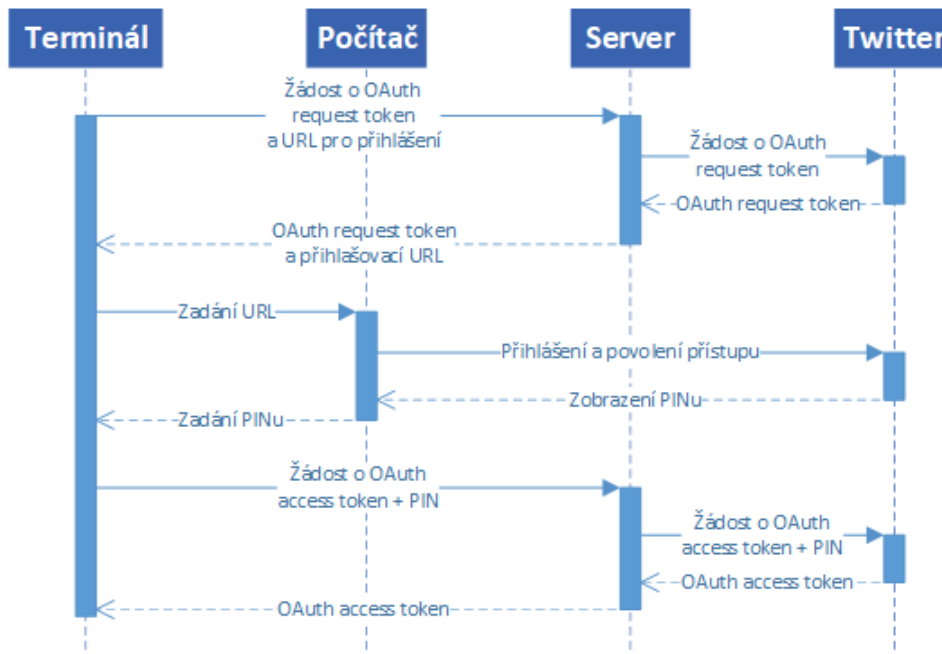 Terminál
Počítač
Server
Twitter
Žádost o OAuth
request token
a URL pro přihlášení
Žádost o OAuth
request token
OAuth request token
OAuth request token
a přihlašovací URL
Zadání URL
Přihlášení a povolení přístupu
Zobrazení PINu
Zadání PINu
Žádost o OAuth
access token + PIN
Žádost o OAuth
access token + PIN
OAuth access token
OAuth access token